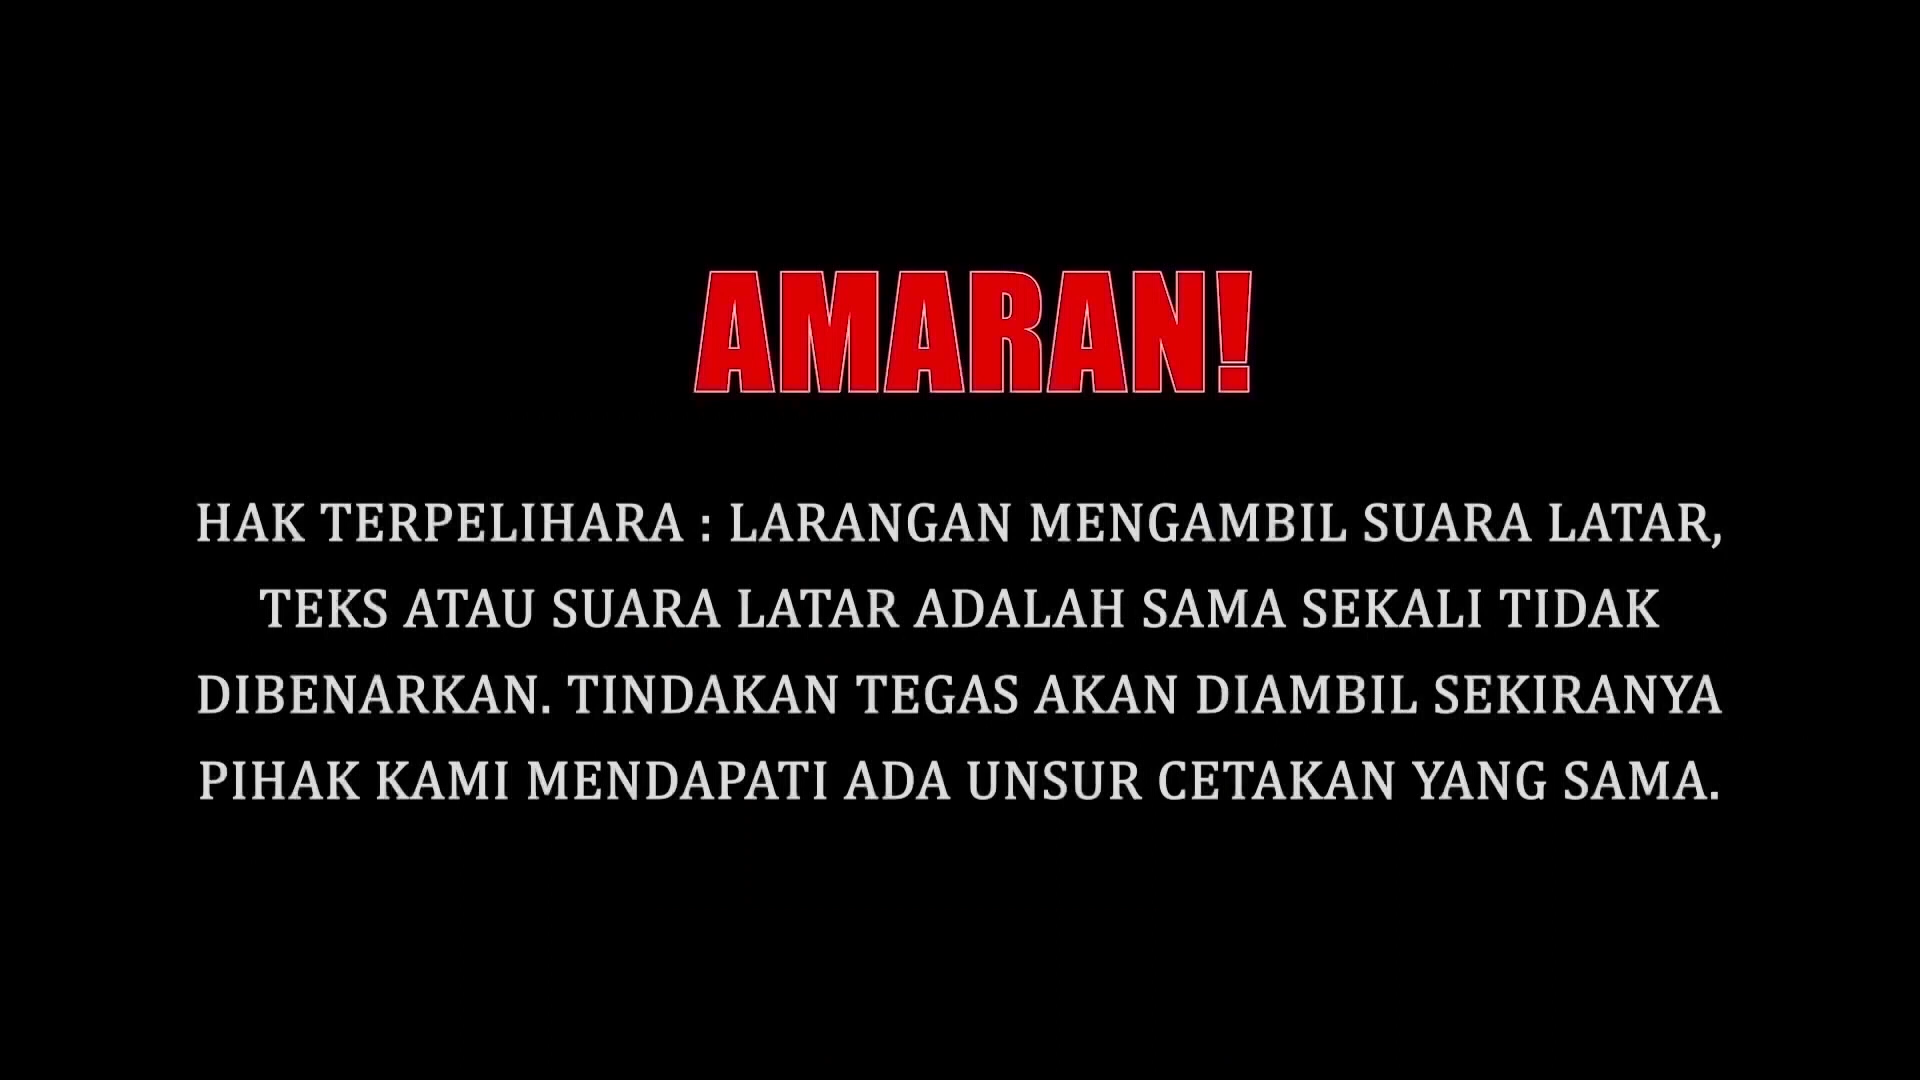 AMARAN!
HAK TERPELIHARA : LARANGAN MENGAMBIL SUARA LATAR,
TEKS ATAU SUARA LATAR ADALAH SAMA SEKALI TIDAK
DIBENARKAN. TINDAKAN TEGAS AKAN DIAMBIL SEKIRANYA
PIHAK KAMI MENDAPATI ADA UNSUR CETAKAN YANG SAMA.